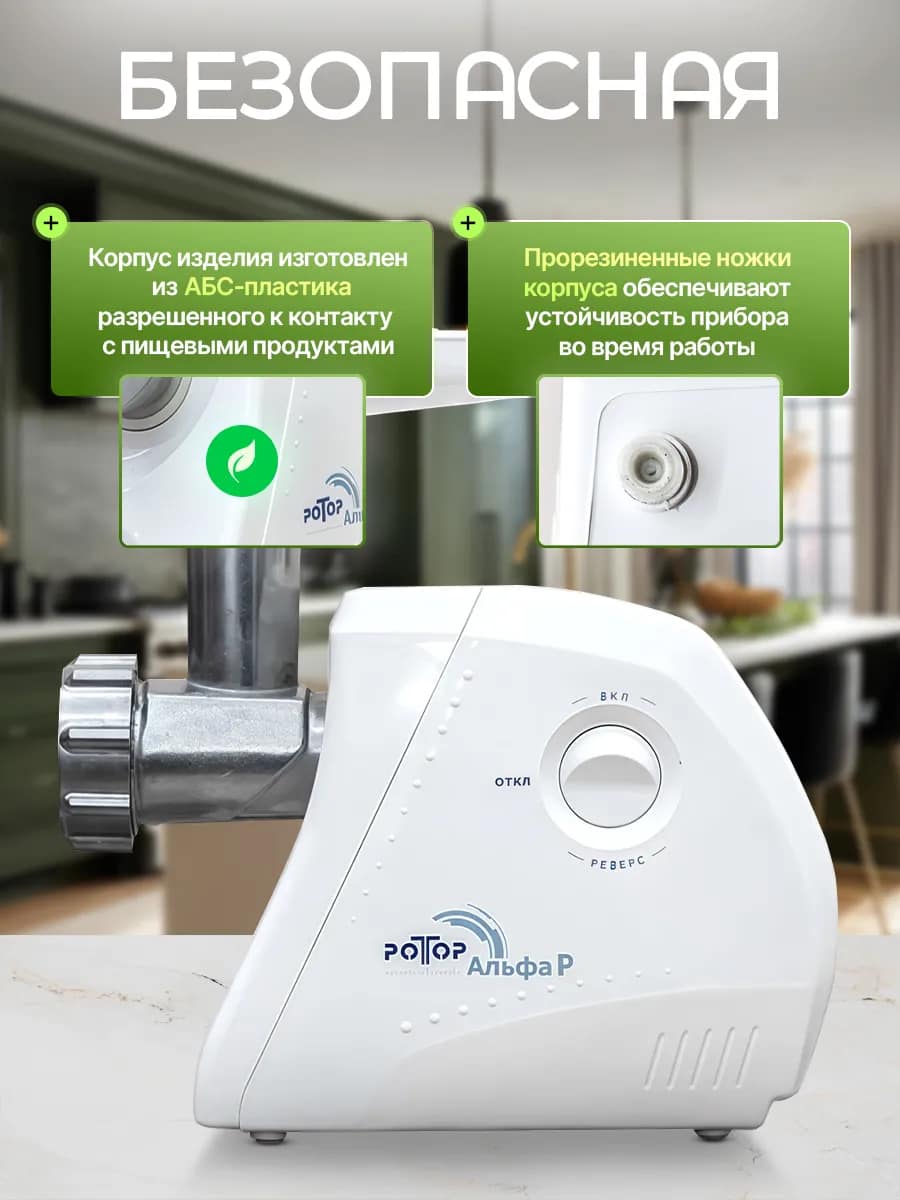 БЕЗОПАСНАЯ
Корпус изделия изготовлен
из АБС-пластика
разрешенного к контакту
с пищевыми продуктами
Прорезиненные ножки
корпуса обеспечивают
устойчивость прибора
во время работы
РОТОР
ВКЛ
ОТКЛ
РЕВЕРС
РОТОР
Альфа Р